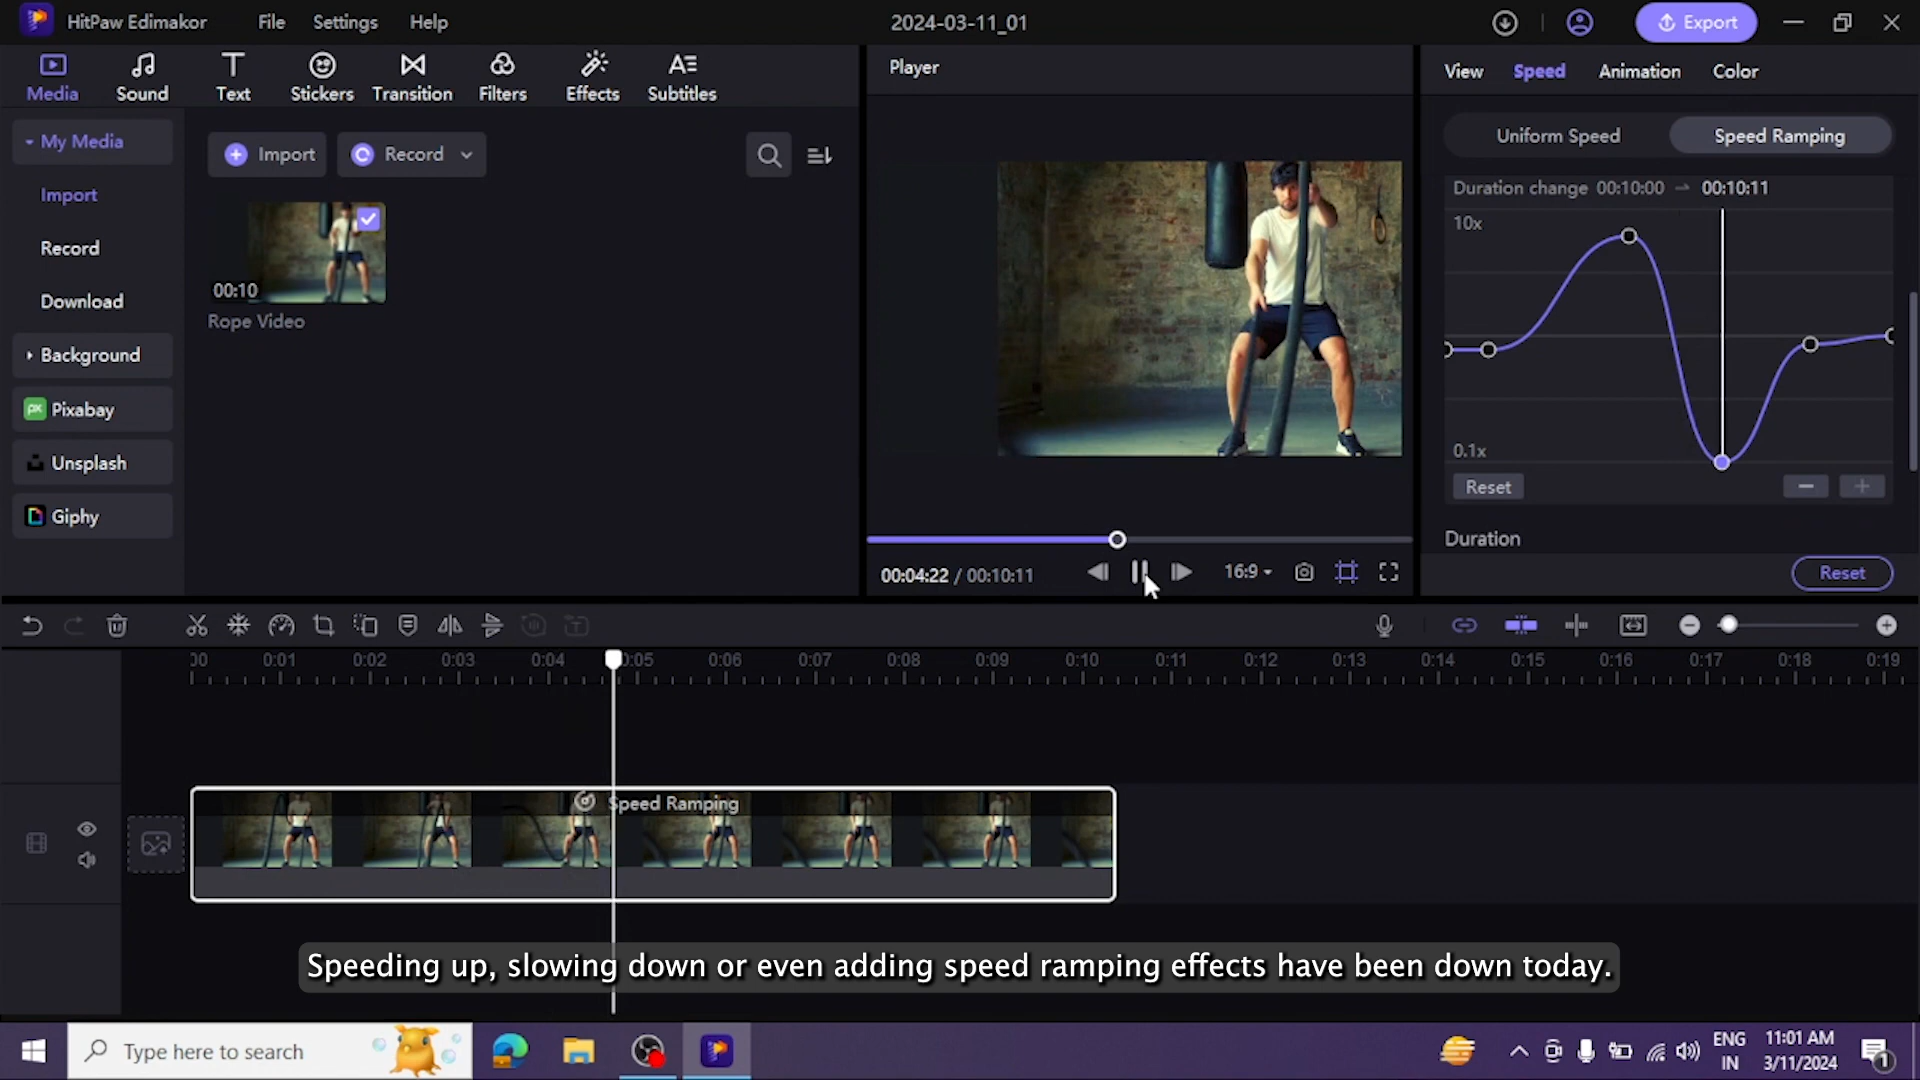 HitPaw Edimakor
File
Settings
Help
2024-03-11_01
Export
Media
Sound
Text
Stickers
Transition
Filters
Effects
Subtitles
Player
View
Speed
Animation
Color
My Media
Import
Record
Uniform Speed
Speed Ramping
Duration change 00:10:00 → 00:10:11
10x
Import
Record
Download
00:10
Rope Video
Background
Pixabay
Unsplash
Giphy
0.1x
Reset
Duration
00:04:22 / 00:10:11
16:9
Reset
00 0:01 0:02 0:03 0:04 0:05 0:06 0:07 0:08 0:09 0:10 0:11 0:12 0:13 0:14 0:15 0:16 0:17 0:18 0:19
Speed Ramping
Speeding up, slowing down or even adding speed ramping effects have been down today.
Type here to search
ENG
IN
11:01 AM
3/11/2024
1